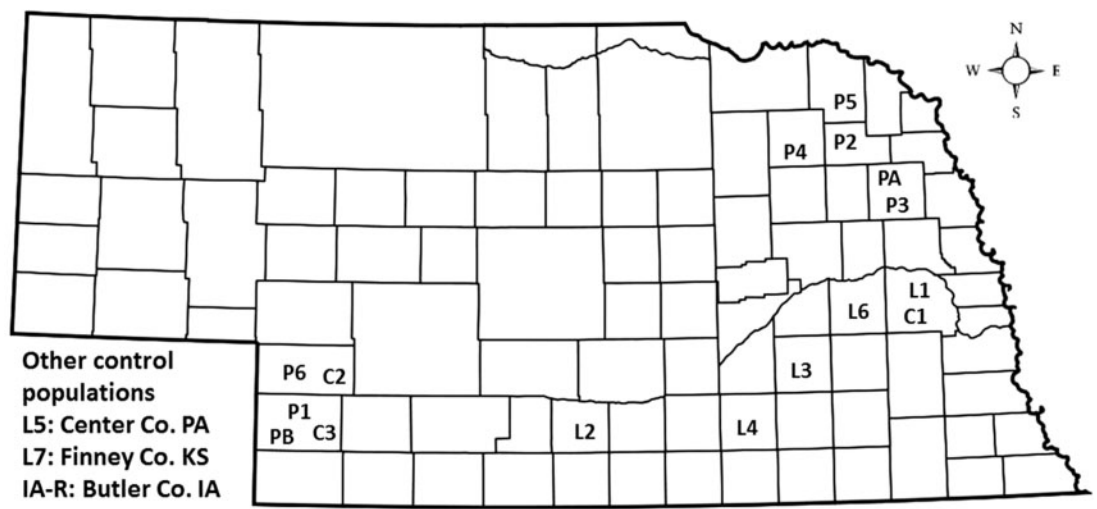 N
W E
S
P5
P4 P2
PA
P3
L1
L6 C1
P6 C2
L3
P1
PB C3
L2
L4
Other control
populations
L5: Center Co. PA
L7: Finney Co. KS
IA-R: Butler Co. IA